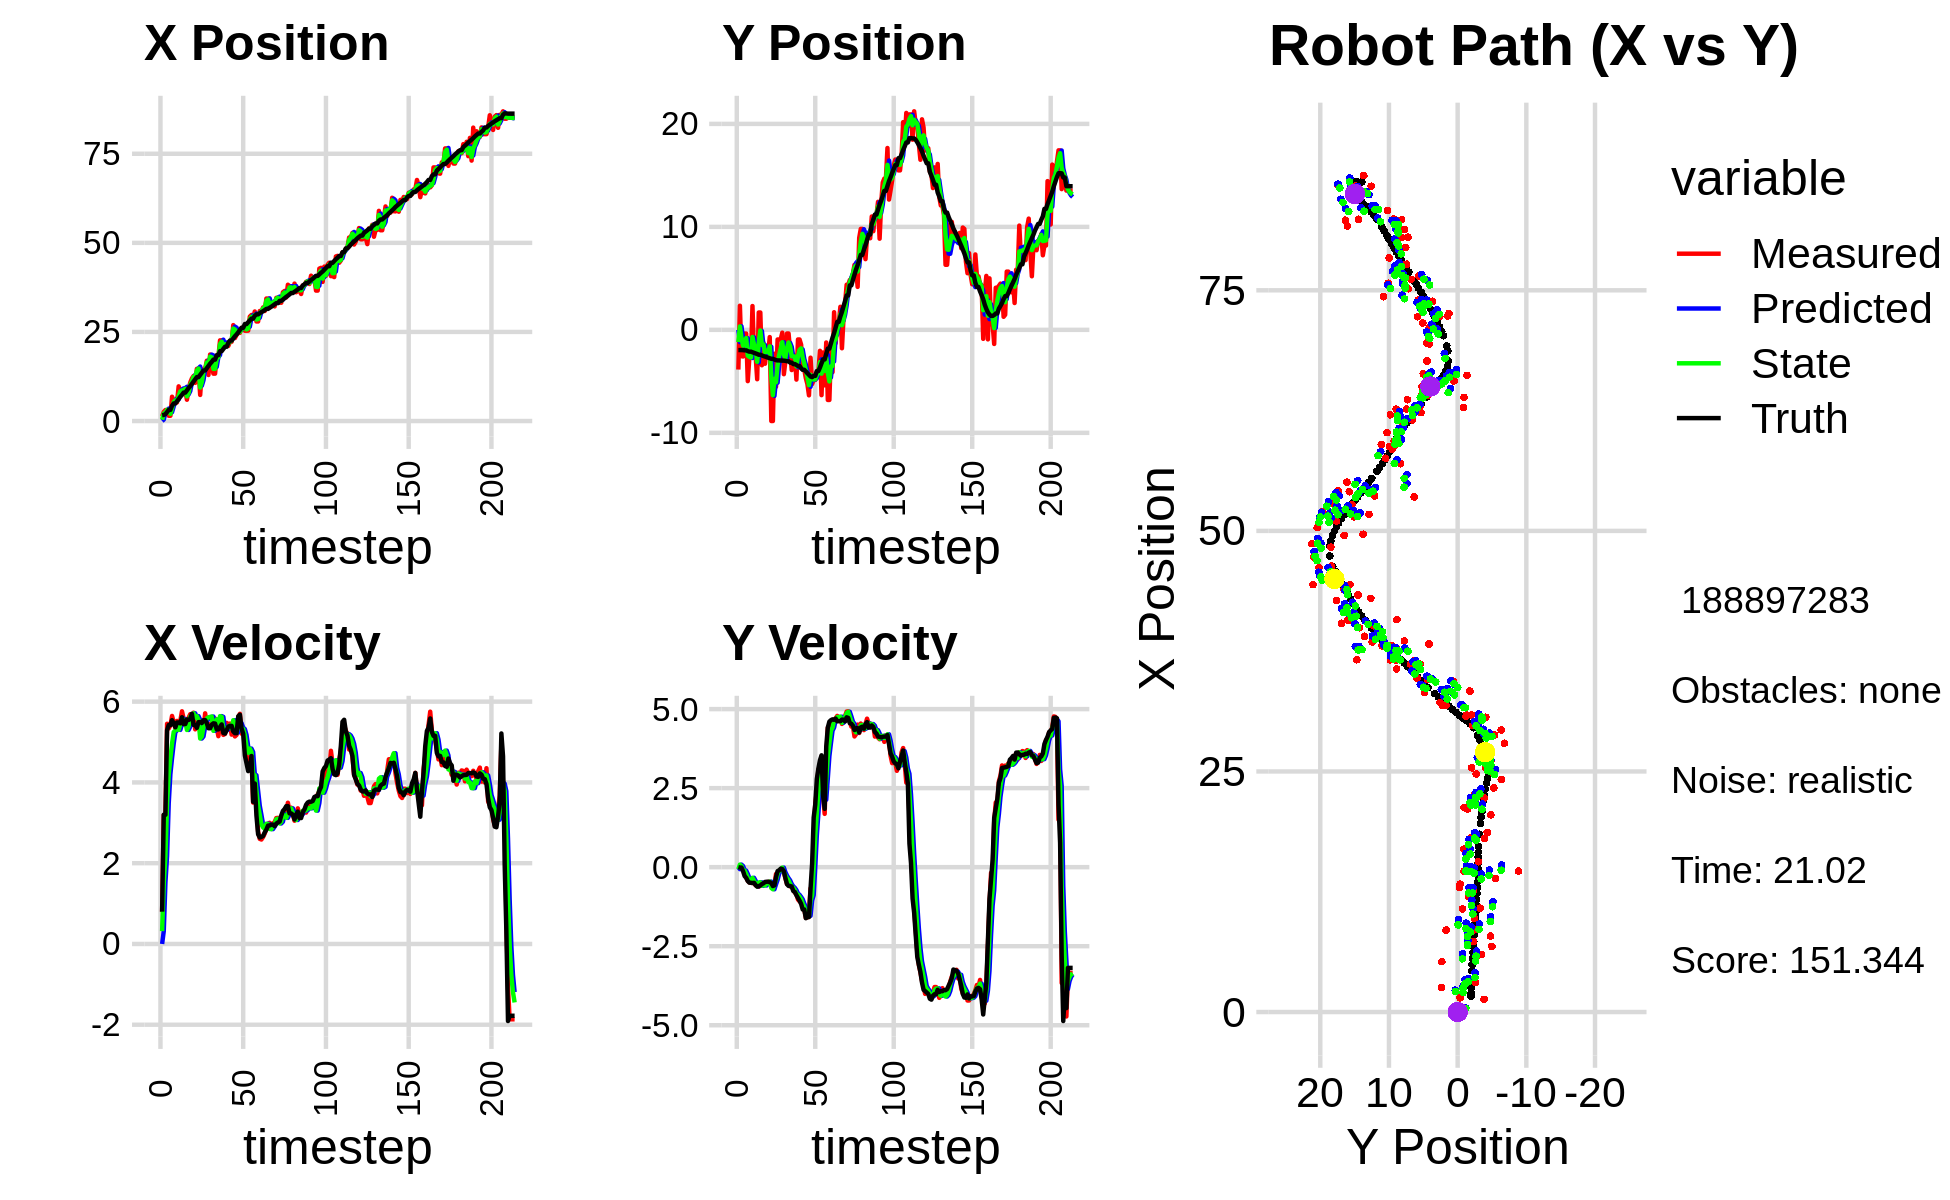 X Position
75
50
25
0
0
50
100
150
200
timestep
Y Position
20
10
0
-10
0
50
100
150
200
timestep
X Velocity
6
4
2
0
-2
0
50
100
150
200
timestep
Y Velocity
5.0
2.5
0.0
-2.5
-5.0
0
50
100
150
200
timestep
Robot Path (X vs Y)
X Position
75
50
25
0
20 10 0 -10 -20
Y Position
variable
Measured
Predicted
State
Truth
188897283
Obstacles: none
Noise: realistic
Time: 21.02
Score: 151.344